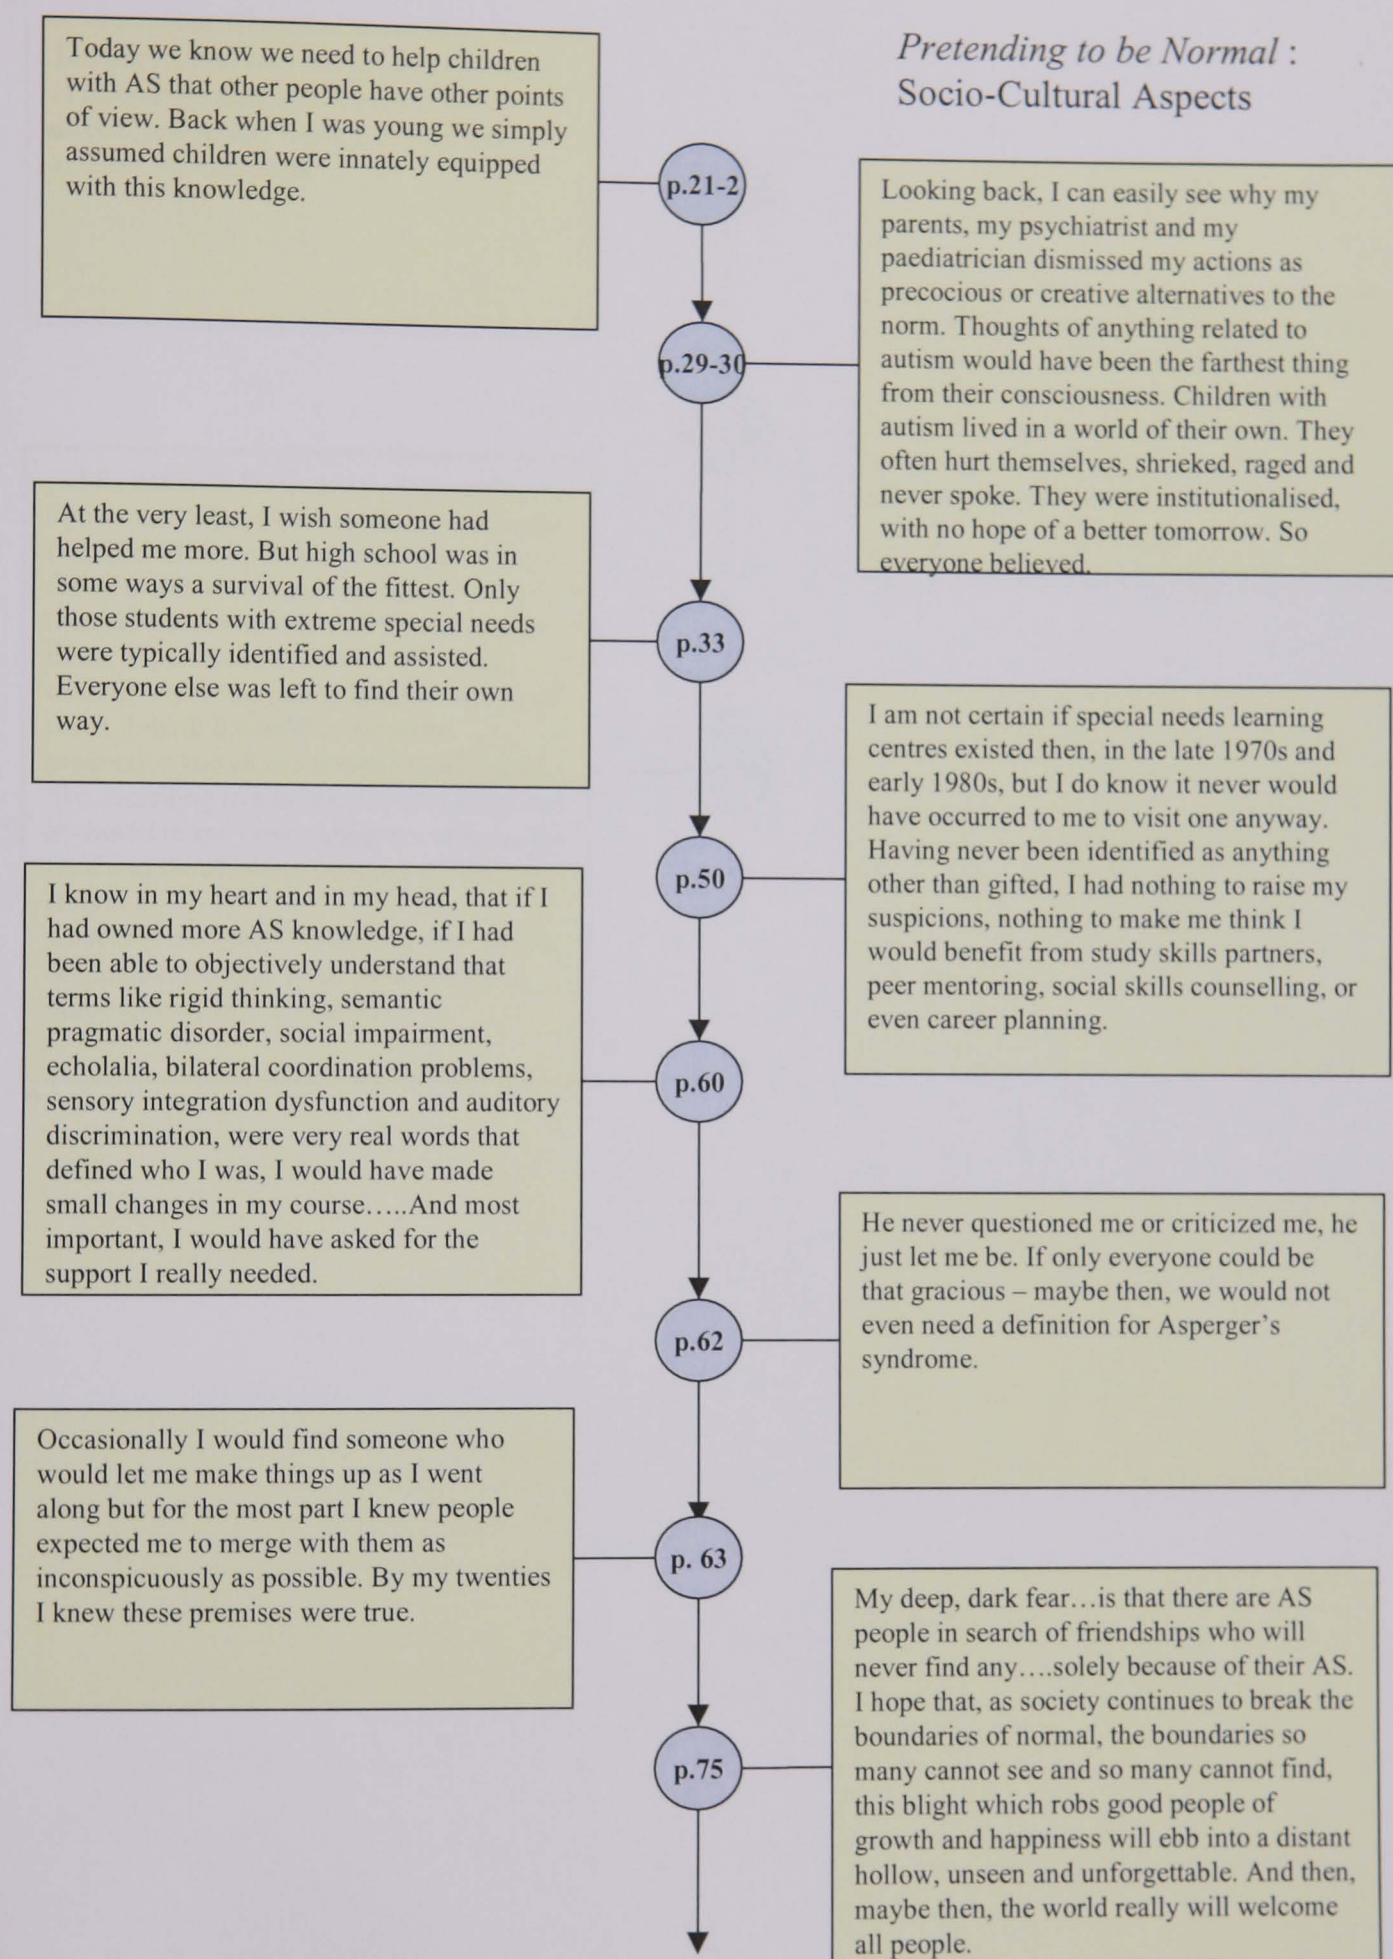 Pretending to be Normal :
Socio-Cultural Aspects
Today we know we need to help children
with AS that other people have other points
of view. Back when I was young we simply
assumed children were innately equipped
with this knowledge.
p.21-2
Looking back, I can easily see why my
parents, my psychiatrist and my
paediatrician dismissed my actions as
precocious or creative alternatives to the
norm. Thoughts of anything related to
autism would have been the farthest thing
from their consciousness. Children with
autism lived in a world of their own. They
often hurt themselves, shrieked, raged and
never spoke. They were institutionalised,
with no hope of a better tomorrow. So
everyone believed.
p.29-30
At the very least, I wish someone had
helped me more. But high school was in
some ways a survival of the fittest. Only
those students with extreme special needs
were typically identified and assisted.
Everyone else was left to find their own
way.
p.33
I am not certain if special needs learning
centres existed then, in the late 1970s and
early 1980s, but I do know it never would
have occurred to me to visit one anyway.
Having never been identified as anything
other than gifted, I had nothing to raise my
suspicions, nothing to make me think I
would benefit from study skills partners,
peer mentoring, social skills counselling, or
even career planning.
p.50
I know in my heart and in my head, that if I
had owned more AS knowledge, if I had
been able to objectively understand that
terms like rigid thinking, semantic
pragmatic disorder, social impairment,
echolalia, bilateral coordination problems,
sensory integration dysfunction and auditory
discrimination, were very real words that
defined who I was, I would have made
small changes in my course…..And most
important, I would have asked for the
support I really needed.
p.60
He never questioned me or criticized me, he
just let me be. If only everyone could be
that gracious – maybe then, we would not
even need a definition for Asperger’s
syndrome.
p.62
Occasionally I would find someone who
would let me make things up as I went
along but for the most part I knew people
expected me to merge with them as
inconspicuously as possible. By my twenties
I knew these premises were true.
p. 63
My deep, dark fear…is that there are AS
people in search of friendships who will
never find any….solely because of their AS.
I hope that, as society continues to break the
boundaries of normal, the boundaries so
many cannot see and so many cannot find,
this blight which robs good people of
growth and happiness will ebb into a distant
hollow, unseen and unforgettable. And then,
maybe then, the world really will welcome
all people.
p.75